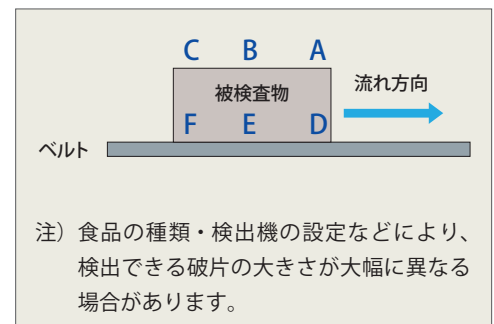 C B A
被検査物
流れ方向
F E D
ベルト
注）食品の種類・検出機の設定などにより、
検出できる破片の大きさが大幅に異なる
場合があります。